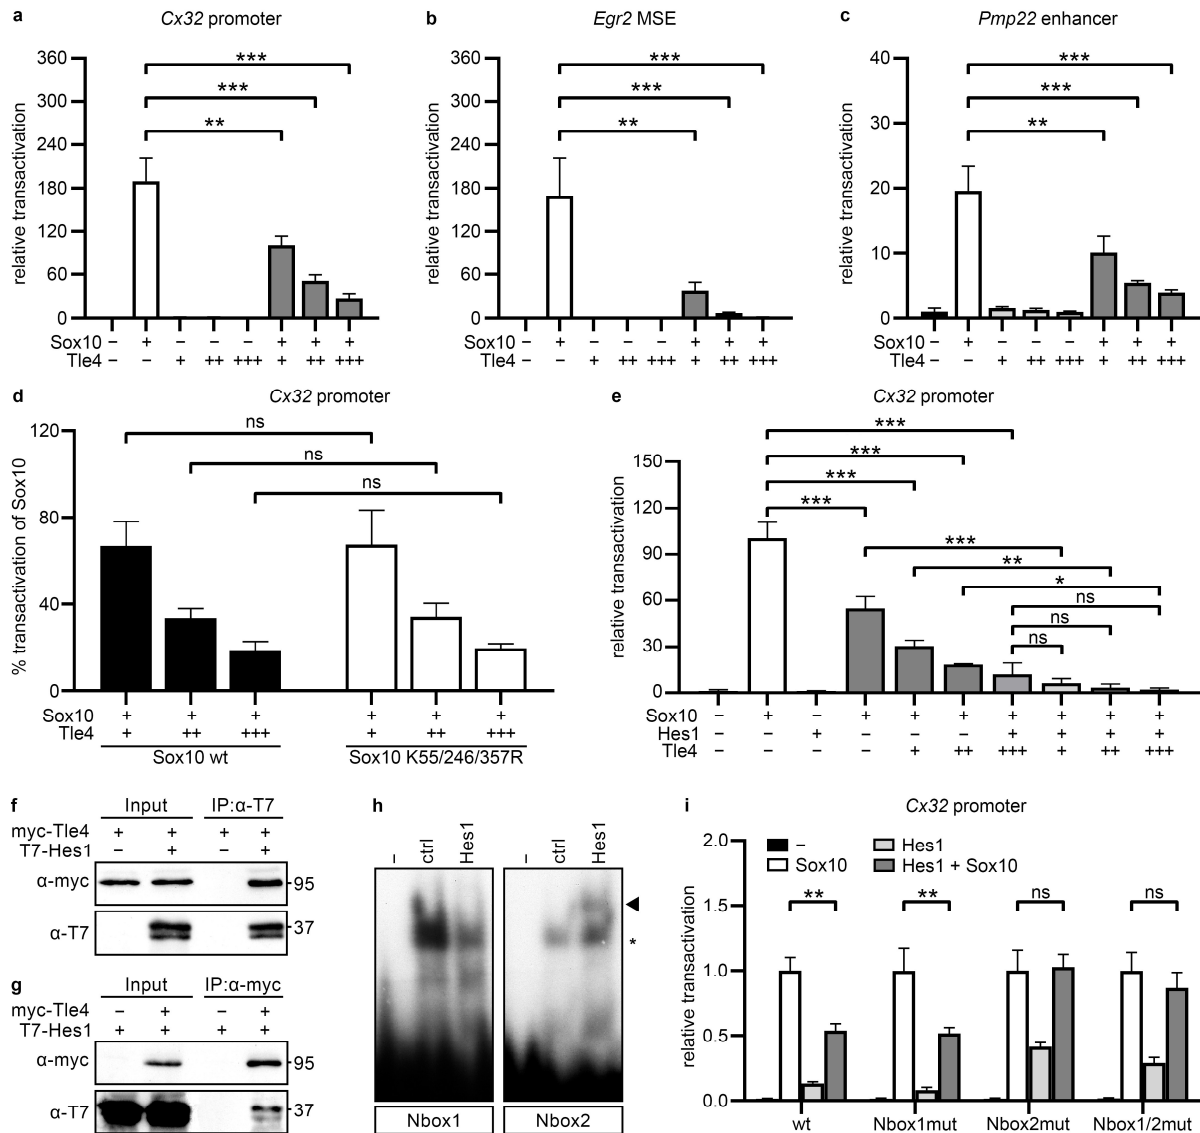 a
Cx32 promoter
relative transactivation
360
300
240
180
120
60
0
***
***
**
Sox10 – + – – – + + +
Tle4 – – + ++ +++ + ++ +++
b
Egr2 MSE
relative transactivation
360
300
240
180
120
60
0
***
***
**
Sox10 – + – – – + + +
Tle4 – – + ++ +++ + ++ +++
c
Pmp22 enhancer
relative transactivation
40
30
20
10
0
***
***
**
Sox10 – + – – – + + +
Tle4 – – + ++ +++ + ++ +++
d
Cx32 promoter
% transactivation of Sox10
120
80
40
0
ns
ns
ns
Sox10 + + + + + +
Tle4 + ++ +++ + ++ +++
Sox10 wt Sox10 K55/246/357R
e
Cx32 promoter
relative transactivation
150
120
90
60
30
0
***
***
***
***
***
**
*
ns
ns
ns
Sox10 – + – + + + + + + +
Hes1 – – + – – – + + + +
Tle4 – – – – + ++ +++ + ++ +++
f
Input IP:α-T7
myc-Tle4 + + + +
T7-Hes1 – + – +
α-myc 95
α-T7 37
g
Input IP:α-myc
myc-Tle4 – + – +
T7-Hes1 + + + +
α-myc 95
α-T7 37
h
– ctrl Hes1 – ctrl Hes1
*
Nbox1 Nbox2
i
Cx32 promoter
relative transactivation
2.0
1.5
1.0
0.5
0.0
– Hes1
Sox10 Hes1 + Sox10
** ** ns ns
wt Nbox1mut Nbox2mut Nbox1/2mut